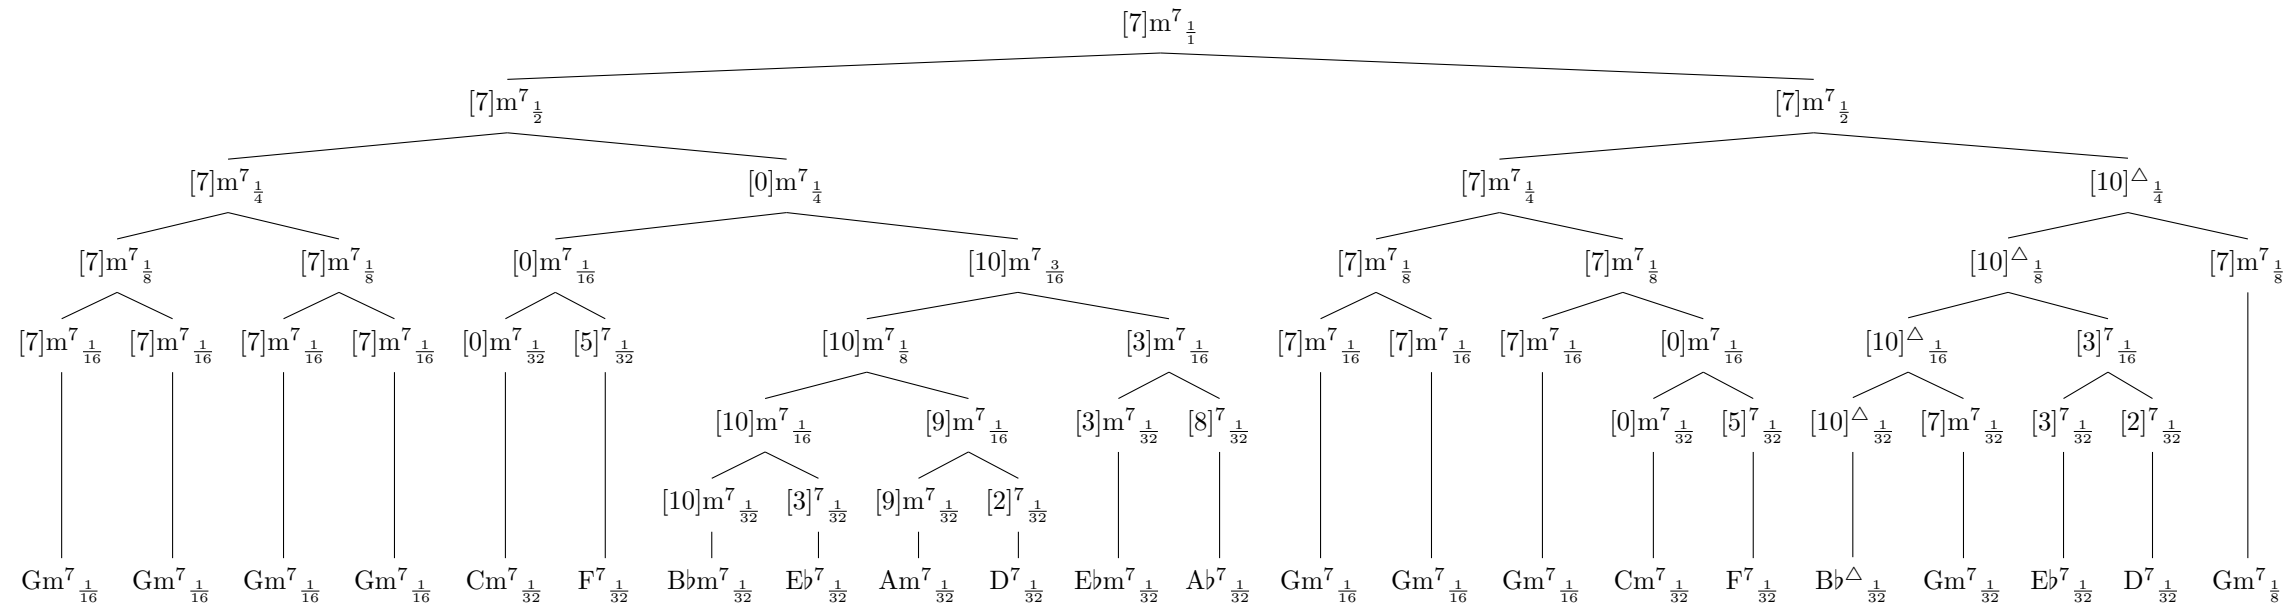 [7]m⁷ 1/1
[7]m⁷ 1/2 [7]m⁷ 1/2
[7]m⁷ 1/4 [0]m⁷ 1/4 [7]m⁷ 1/4 [10]△ 1/4
[7]m⁷ 1/8 [7]m⁷ 1/8 [0]m⁷ 1/16 [10]m⁷ 3/16 [7]m⁷ 1/8 [7]m⁷ 1/8 [10]△ 1/8 [7]m⁷ 1/8
[7]m⁷ 1/16 [7]m⁷ 1/16 [7]m⁷ 1/16 [7]m⁷ 1/16 [0]m⁷ 1/32 [5]⁷ 1/32 [10]m⁷ 1/8 [3]m⁷ 1/16 [7]m⁷ 1/16 [7]m⁷ 1/16 [7]m⁷ 1/16 [0]m⁷ 1/16 [10]△ 1/16 [3]⁷ 1/16
[10]m⁷ 1/16 [9]m⁷ 1/16 [3]m⁷ 1/32 [8]⁷ 1/32 [0]m⁷ 1/32 [5]⁷ 1/32 [10]△ 1/32 [7]m⁷ 1/32 [3]⁷ 1/32 [2]⁷ 1/32
[10]m⁷ 1/32 [3]⁷ 1/32 [9]m⁷ 1/32 [2]⁷ 1/32
Gm⁷ 1/16 Gm⁷ 1/16 Gm⁷ 1/16 Gm⁷ 1/16 Cm⁷ 1/32 F⁷ 1/32 B♭m⁷ 1/32 E♭⁷ 1/32 Am⁷ 1/32 D⁷ 1/32 E♭m⁷ 1/32 A♭⁷ 1/32 Gm⁷ 1/16 Gm⁷ 1/16 Gm⁷ 1/16 Cm⁷ 1/32 F⁷ 1/32 B♭△ 1/32 Gm⁷ 1/32 E♭⁷ 1/32 D⁷ 1/32 Gm⁷ 1/8